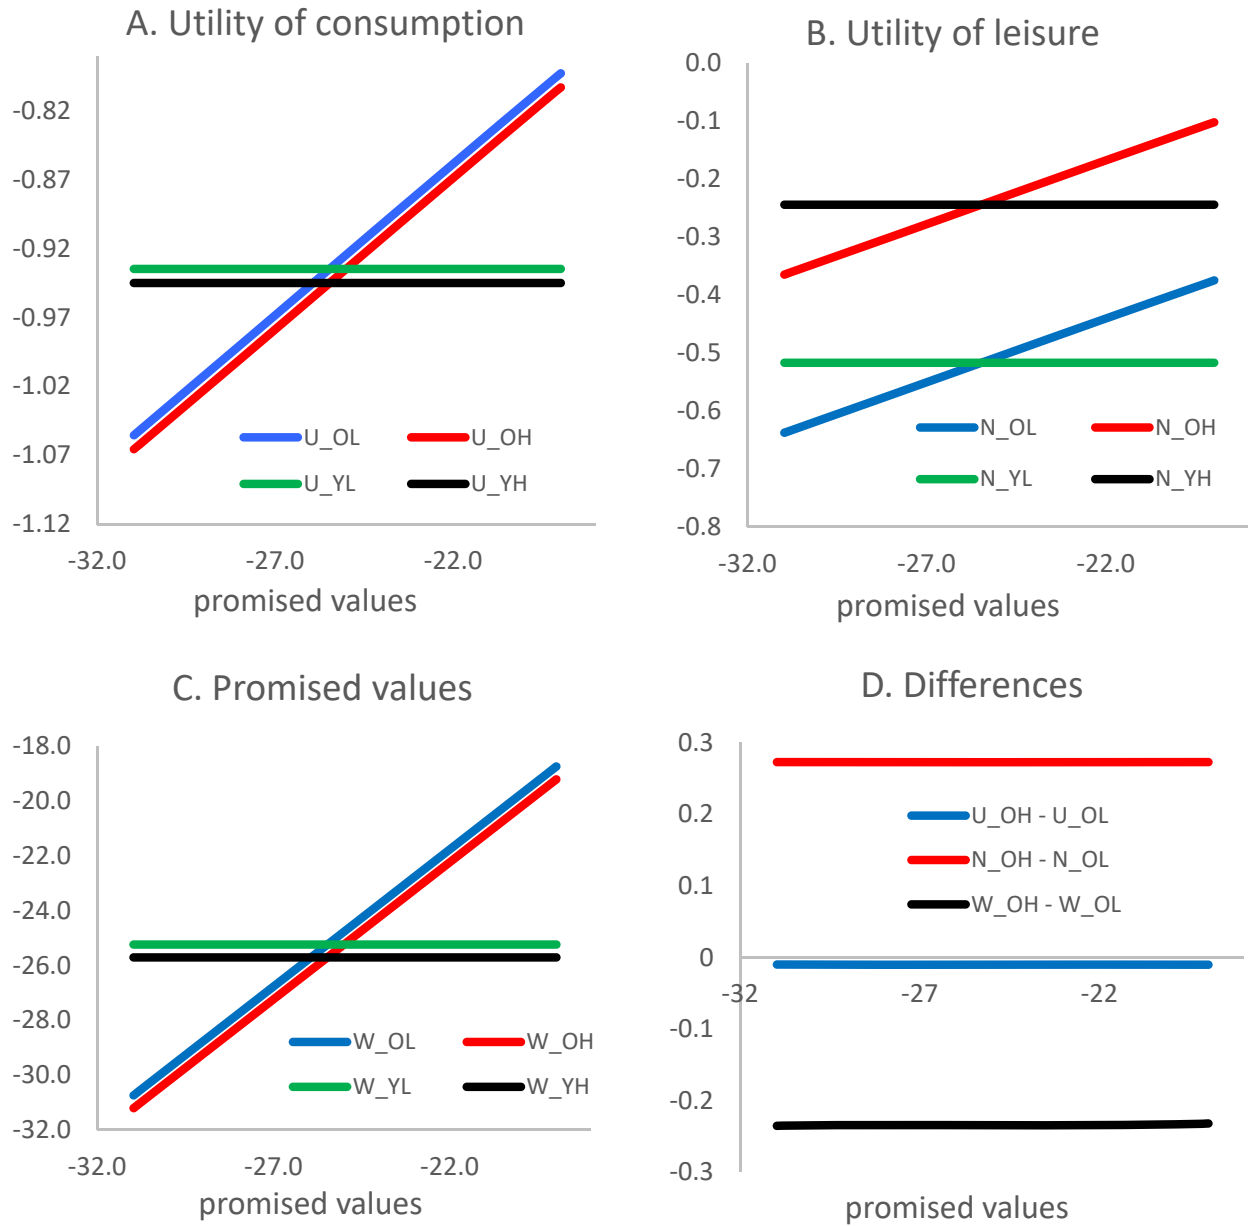 A. Utility of consumption
-0.82
-0.87
-0.92
-0.97
-1.02
-1.07
-1.12
-32.0 -27.0 -22.0
U_OL U_OH
U_YL U_YH
promised values
B. Utility of leisure
0.0
-0.1
-0.2
-0.3
-0.4
-0.5
-0.6
-0.7
-0.8
-32.0 -27.0 -22.0
N_OL N_OH
N_YL N_YH
promised values
C. Promised values
-18.0
-20.0
-22.0
-24.0
-26.0
-28.0
-30.0
-32.0
-32.0 -27.0 -22.0
W_OL W_OH
W_YL W_YH
promised values
D. Differences
0.3
0.2
0.1
0
-0.1
-0.2
-0.3
-32 -27 -22
U_OH - U_OL
N_OH - N_OL
W_OH - W_OL
promised values